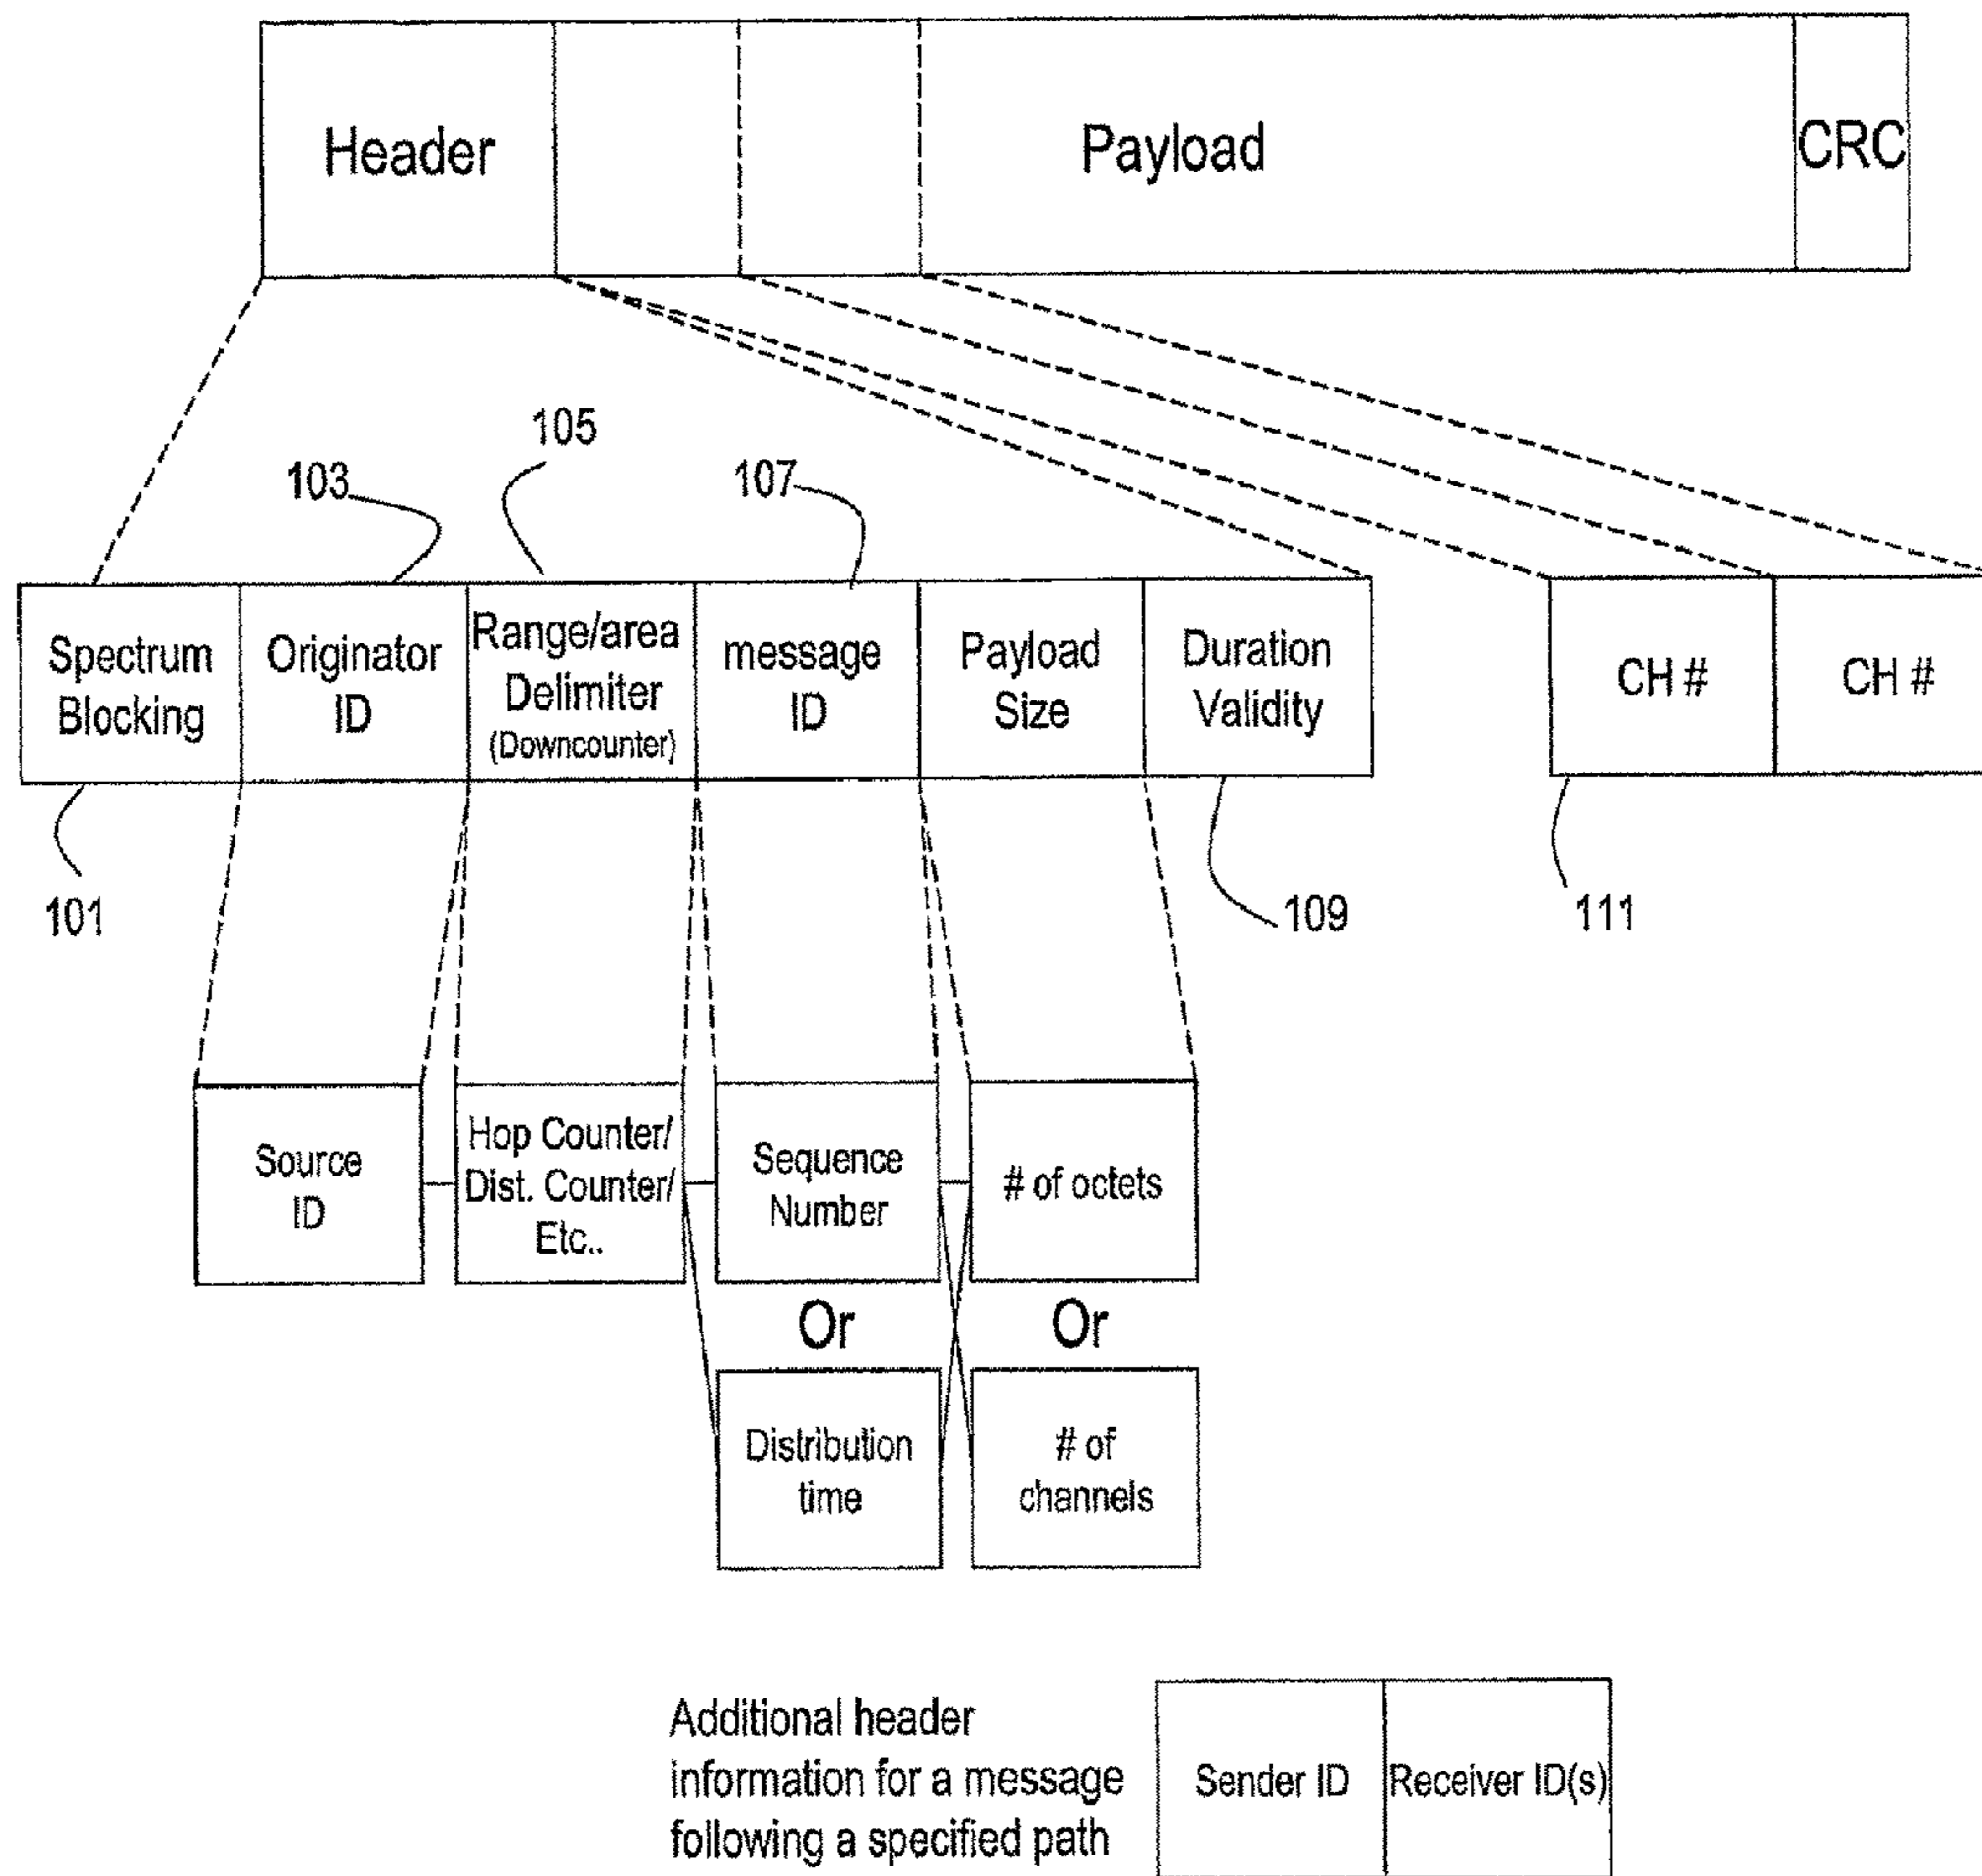 Header
Payload
CRC
105
103
107
Spectrum
Blocking
Originator
ID
Range/area
Delimiter
(Downcounter)
message
ID
Payload
Size
Duration
Validity
CH #
CH #
101
109
111
Source
ID
Hop Counter/
Dist. Counter/
Etc..
Sequence
Number
# of octets
Or
Or
Distribution
time
# of
channels
Additional header
information for a message
following a specified path
Sender ID
Receiver ID(s)